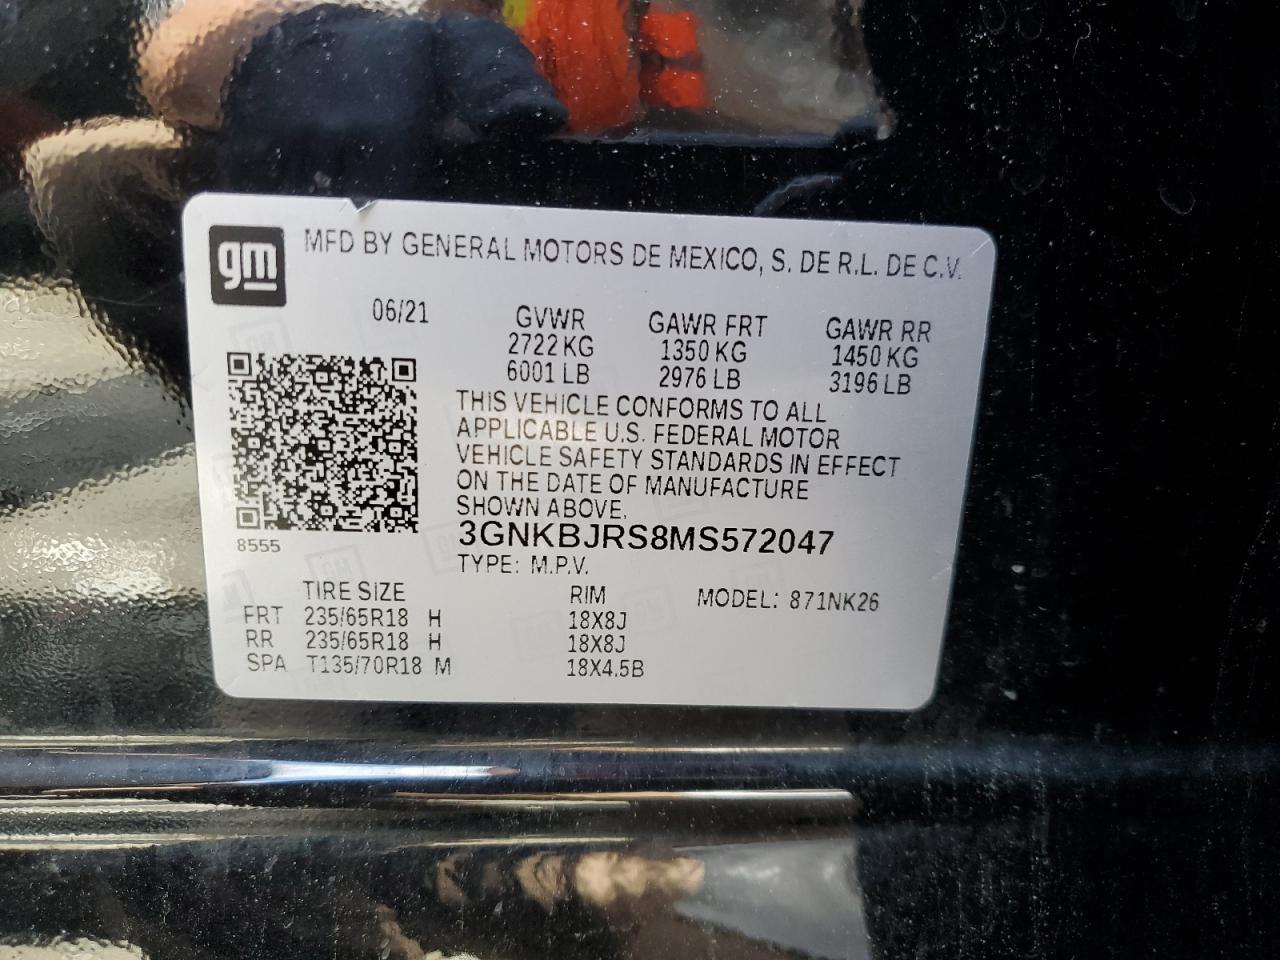 gm
MFD BY GENERAL MOTORS DE MEXICO, S. DE R.L. DE C.V.
06/21
GVWR GAWR FRT GAWR RR
2722 KG 1350 KG 1450 KG
6001 LB 2976 LB 3196 LB
THIS VEHICLE CONFORMS TO ALL
APPLICABLE U.S. FEDERAL MOTOR
VEHICLE SAFETY STANDARDS IN EFFECT
ON THE DATE OF MANUFACTURE
SHOWN ABOVE.
8555
3GNKBJRS8MS572047
TYPE: M.P.V.
TIRE SIZE RIM MODEL: 871NK26
FRT 235/65R18 H 18X8J
RR 235/65R18 H 18X8J
SPA T135/70R18 M 18X4.5B